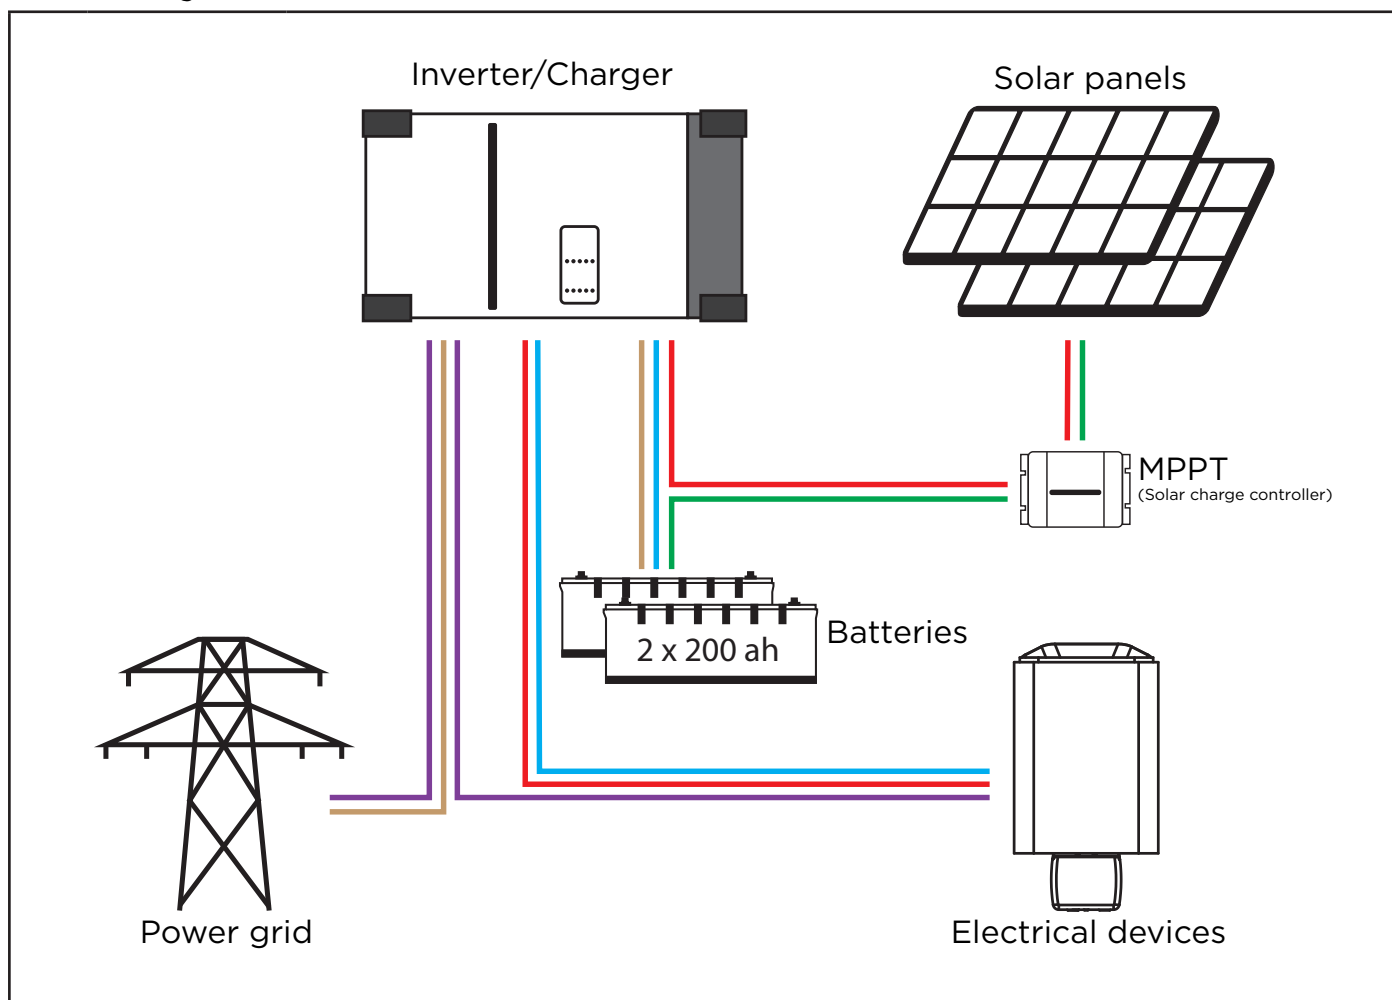 Inverter/Charger
Solar panels
MPPT
(Solar charge controller)
Batteries
2 x 200 ah
Power grid
Electrical devices